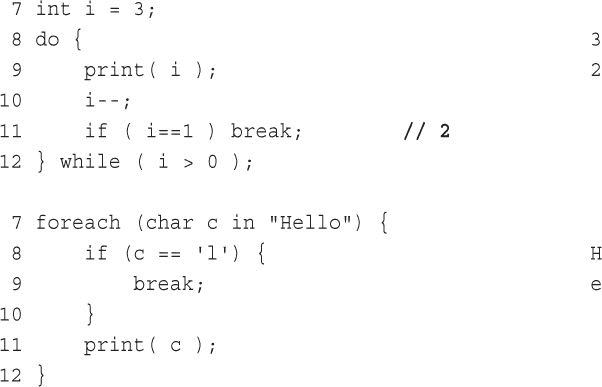 7 int i = 3;
8 do { 3
9 print( i ); 2
10 i--;
11 if ( i==1 ) break; // 2
12 } while ( i > 0 );
7 foreach (char c in "Hello") {
8 if (c == 'l') { H
9 break; e
10 }
11 print( c );
12 }